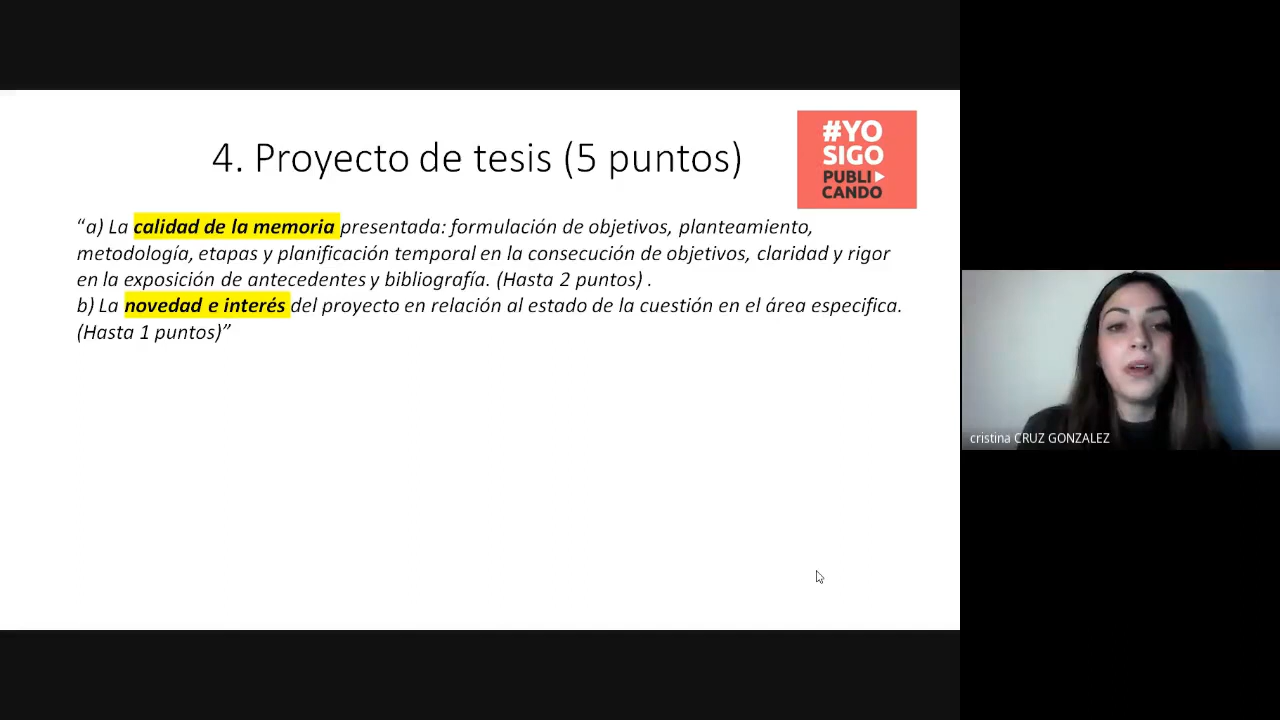 4. Proyecto de tesis (5 puntos)
#YO
SIGO
PUBLI
CANDO
“a) La calidad de la memoria presentada: formulación de objetivos, planteamiento,
metodología, etapas y planificación temporal en la consecución de objetivos, claridad y rigor
en la exposición de antecedentes y bibliografía. (Hasta 2 puntos) .
b) La novedad e interés del proyecto en relación al estado de la cuestión en el área especifica.
(Hasta 1 puntos)”
cristina CRUZ GONZALEZ